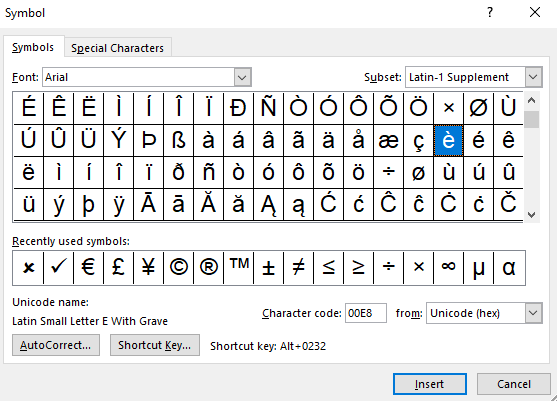 Symbol
? ×
Symbols Special Characters
Font: Arial Subset: Latin-1 Supplement
É Ê Ë Ì Í Î Ï Ð Ñ Ò Ó Ô Õ Ö × Ø Ù
Ú Û Ü Ý Þ ß à á â ã ä å æ ç è é ê
ë ì í î ï ð ñ ò ó ô õ ö ÷ ø ù ú û
ü ý þ ÿ Ā ā Ă ă Ą ą Ć ć Ĉ ĉ Ċ ċ Č
Recently used symbols:
× ✓ € £ ¥ © ® ™ ± ≠ ≤ ≥ ÷ × ∞ µ α
Unicode name:
Latin Small Letter E With Grave
Character code: 00E8 from: Unicode (hex)
AutoCorrect... Shortcut Key... Shortcut key: Alt+0232
Insert Cancel